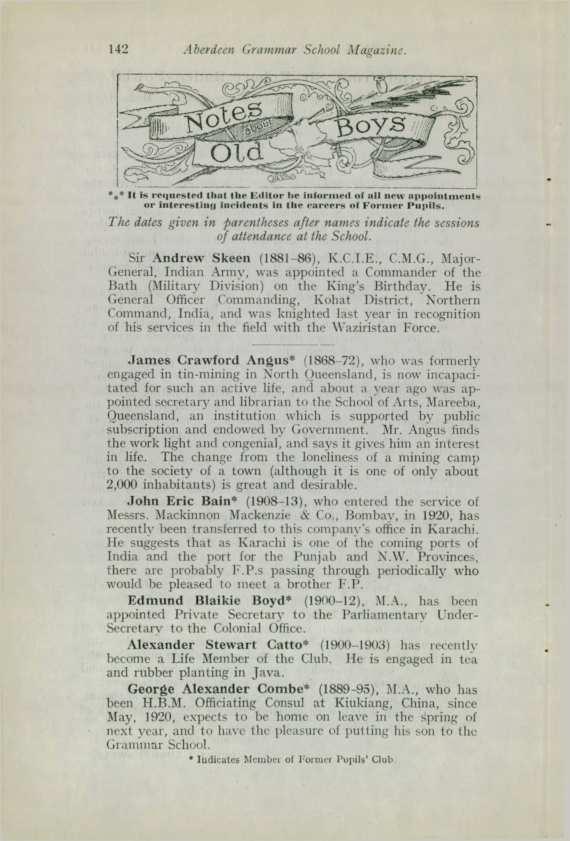 142 Aberdeen Grammar School Magazine.
Notes
about
Old
Boys
*⁎* It is requested that the Editor be informed of all new appointments
or interesting incidents in the careers of Former Pupils.
The dates given in parentheses after names indicate the sessions
of attendance at the School.
Sir Andrew Skeen (1881–86), K.C.I.E., C.M.G., Major-
General, Indian Army, was appointed a Commander of the
Bath (Military Division) on the King's Birthday. He is
General Officer Commanding, Kohat District, Northern
Command, India, and was knighted last year in recognition
of his services in the field with the Waziristan Force.
James Crawford Angus* (1868–72), who was formerly
engaged in tin-mining in North Queensland, is now incapaci-
tated for such an active life, and about a year ago was ap-
pointed secretary and librarian to the School of Arts, Mareeba,
Queensland, an institution which is supported by public
subscription and endowed by Government. Mr. Angus finds
the work light and congenial, and says it gives him an interest
in life. The change from the loneliness of a mining camp
to the society of a town (although it is one of only about
2,000 inhabitants) is great and desirable.
John Eric Bain* (1908–13), who entered the service of
Messrs. Mackinnon Mackenzie & Co., Bombay, in 1920, has
recently been transferred to this company's office in Karachi.
He suggests that as Karachi is one of the coming ports of
India and the port for the Punjab and N.W. Provinces,
there are probably F.P.s passing through periodically who
would be pleased to meet a brother F.P.
Edmund Blaikie Boyd* (1900–12), M.A., has been
appointed Private Secretary to the Parliamentary Under-
Secretary to the Colonial Office.
Alexander Stewart Catto* (1900–1903) has recently
become a Life Member of the Club. He is engaged in tea
and rubber planting in Java.
George Alexander Combe* (1889–95), M.A., who has
been H.B.M. Officiating Consul at Kiukiang, China, since
May, 1920, expects to be home on leave in the spring of
next year, and to have the pleasure of putting his son to the
Grammar School.
* Indicates Member of Former Pupils' Club.